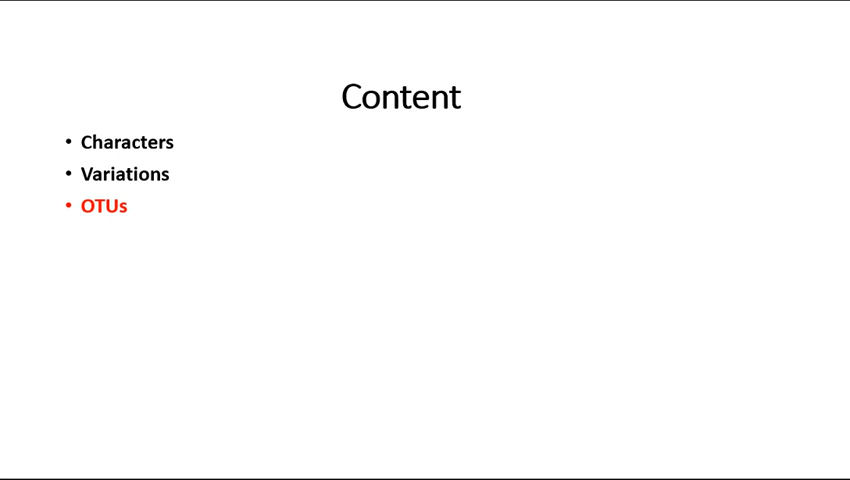 Content
• Characters
• Variations
• OTUs